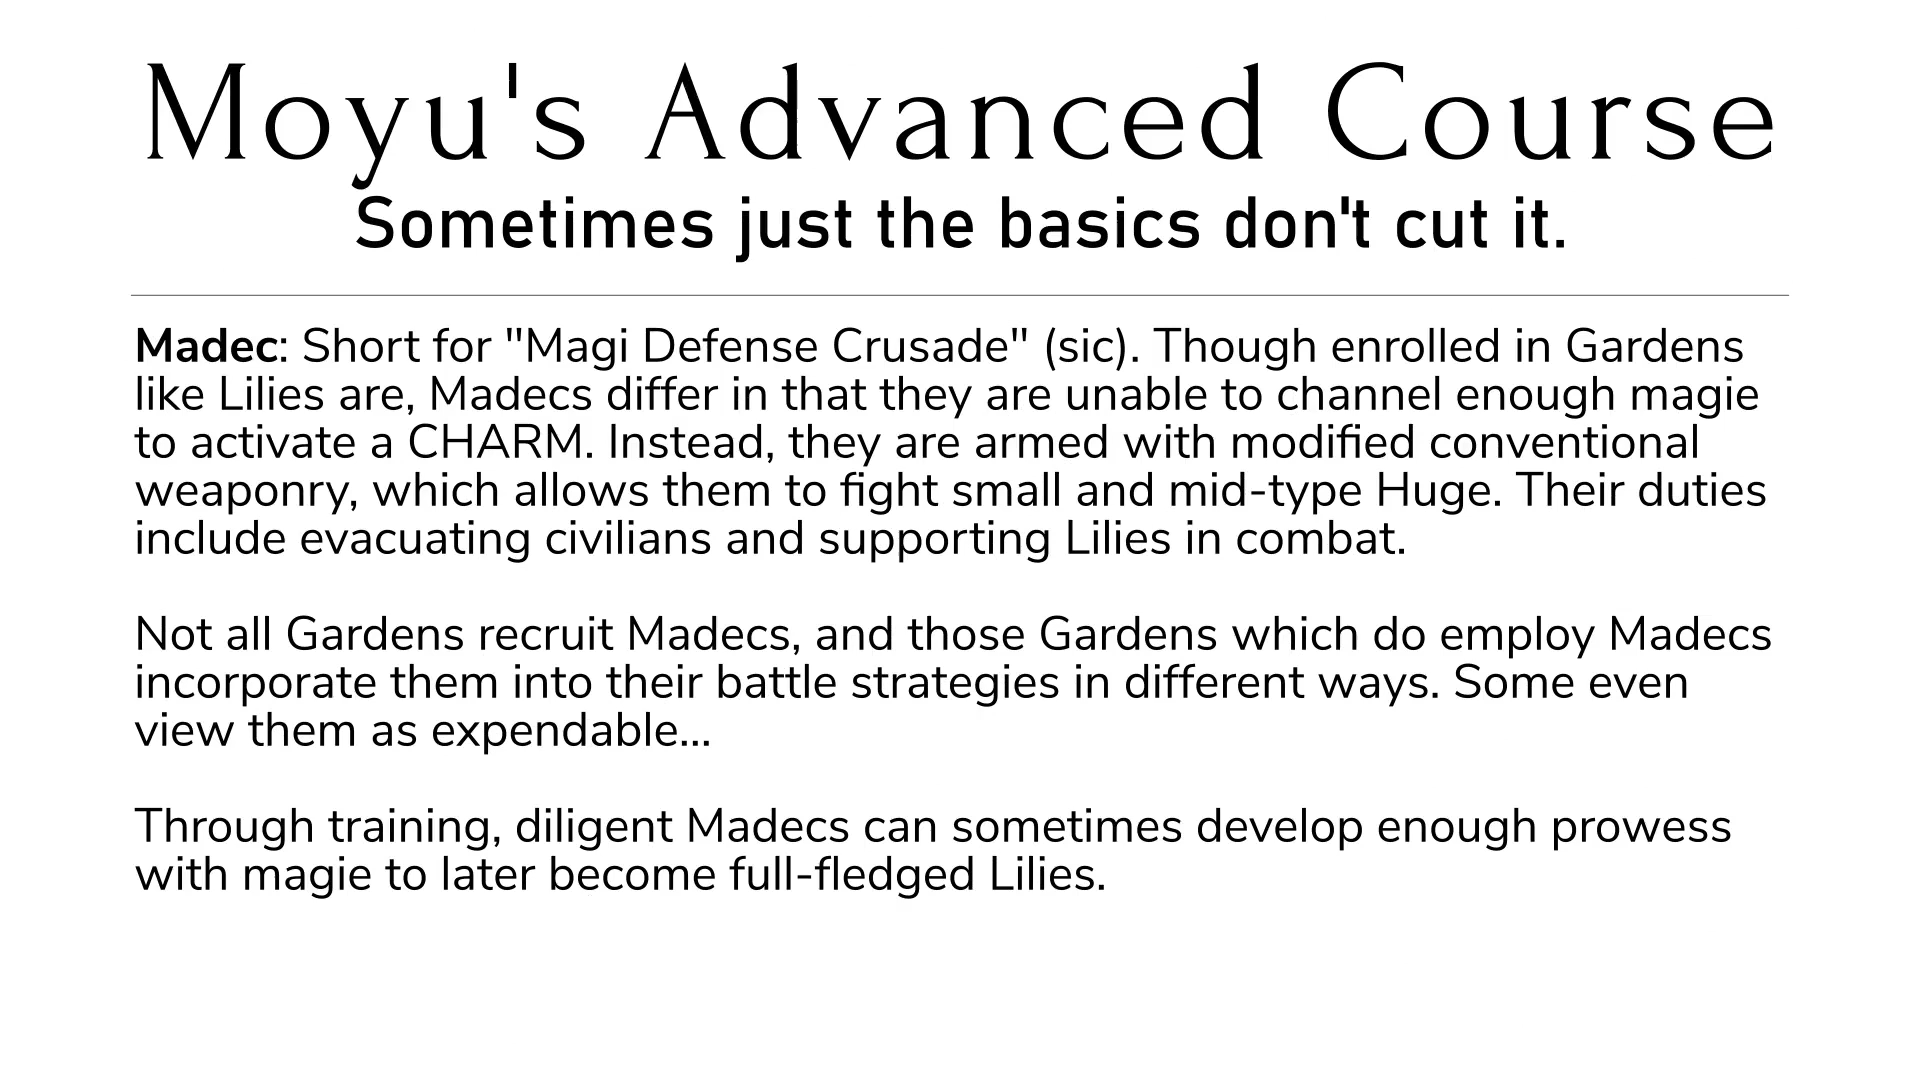 Moyu's Advanced Course
Sometimes just the basics don't cut it.
Madec: Short for "Magi Defense Crusade" (sic). Though enrolled in Gardens
like Lilies are, Madecs differ in that they are unable to channel enough magie
to activate a CHARM. Instead, they are armed with modified conventional
weaponry, which allows them to fight small and mid-type Huge. Their duties
include evacuating civilians and supporting Lilies in combat.
Not all Gardens recruit Madecs, and those Gardens which do employ Madecs
incorporate them into their battle strategies in different ways. Some even
view them as expendable...
Through training, diligent Madecs can sometimes develop enough prowess
with magie to later become full-fledged Lilies.